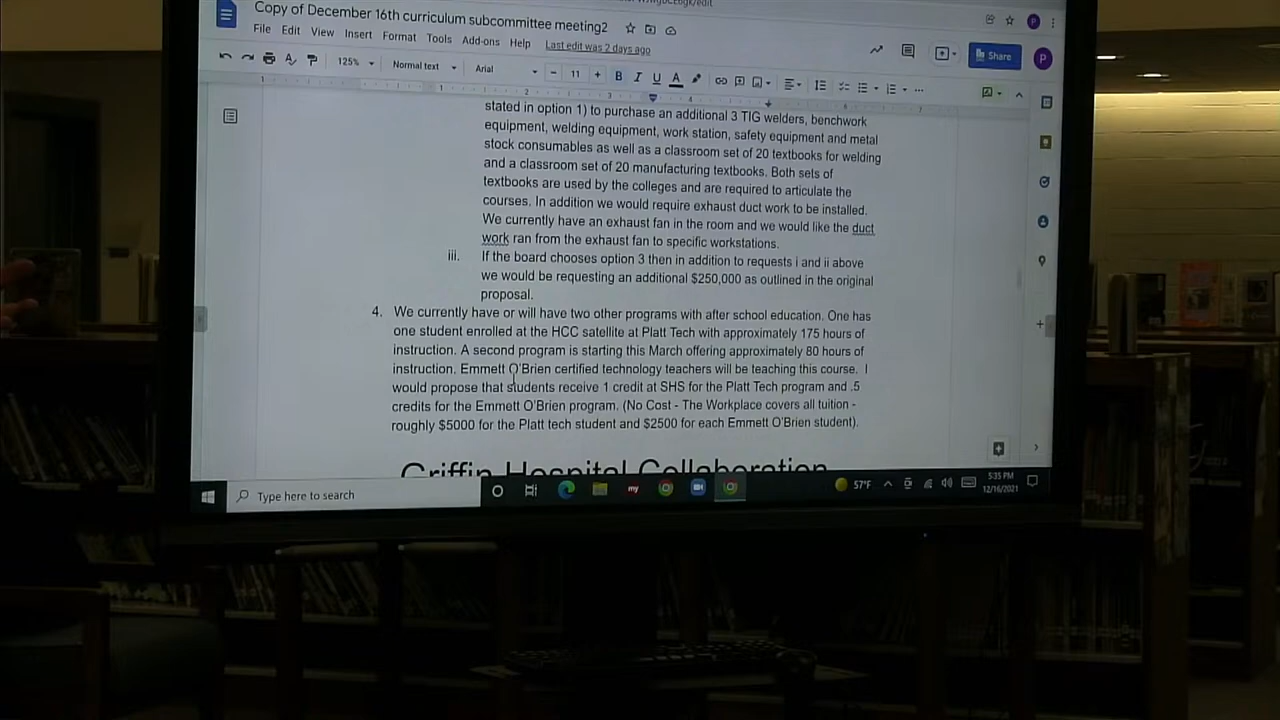 Copy of December 16th curriculum subcommittee meeting2
File Edit View Insert Format Tools Add-ons Help Last edit was 2 days ago
Share
P
125% Normal text Arial 11 B I U A
stated in option 1) to purchase an additional 3 TIG welders, benchwork
equipment, welding equipment, work station, safety equipment and metal
stock consumables as well as a classroom set of 20 textbooks for welding
and a classroom set of 20 manufacturing textbooks. Both sets of
textbooks are used by the colleges and are required to articulate the
courses. In addition we would require exhaust duct work to be installed.
We currently have an exhaust fan in the room and we would like the duct
work ran from the exhaust fan to specific workstations.
iii. If the board chooses option 3 then in addition to requests i and ii above
we would be requesting an additional $250,000 as outlined in the original
proposal.
4. We currently have or will have two other programs with after school education. One has
one student enrolled at the HCC satellite at Platt Tech with approximately 175 hours of
instruction. A second program is starting this March offering approximately 80 hours of
instruction. Emmett O'Brien certified technology teachers will be teaching this course. I
would propose that students receive 1 credit at SHS for the Platt Tech program and .5
credits for the Emmett O'Brien program. (No Cost - The Workplace covers all tuition -
roughly $5000 for the Platt tech student and $2500 for each Emmett O'Brien student).
Griffin Hospital Collaboration
Type here to search
my
57°F
5:35 PM
12/16/2021